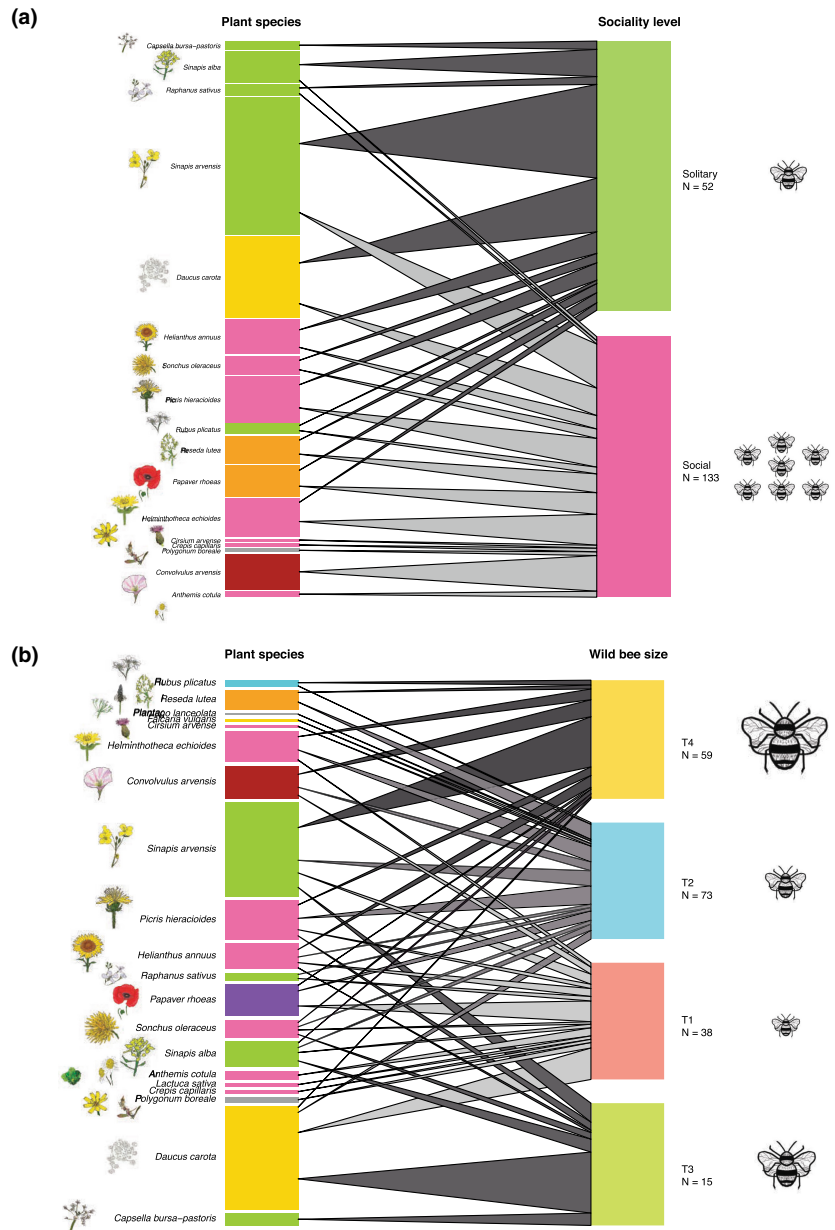 (a)
Plant species
Sociality level
Capsella bursa−pastoris
Sinapis alba
Raphanus sativus
Sinapis arvensis
Daucus carota
Helianthus annuus
Sonchus oleraceus
Picris hieracioides
Rubus plicatus
Reseda lutea
Papaver rhoeas
Helminthotheca echioides
Cirsium arvense
Crepis capillaris
Polygonum boreale
Convolvulus arvensis
Anthemis cotula
Solitary
N = 52
Social
N = 133
(b)
Plant species
Wild bee size
Rubus plicatus
Reseda lutea
Plantago lanceolata
Falcaria vulgaris
Cirsium arvense
Helminthotheca echioides
Convolvulus arvensis
Sinapis arvensis
Picris hieracioides
Helianthus annuus
Raphanus sativus
Papaver rhoeas
Sonchus oleraceus
Sinapis alba
Anthemis cotula
Lactuca sativa
Crepis capillaris
Polygonum boreale
Daucus carota
Capsella bursa−pastoris
T4
N = 59
T2
N = 73
T1
N = 38
T3
N = 15